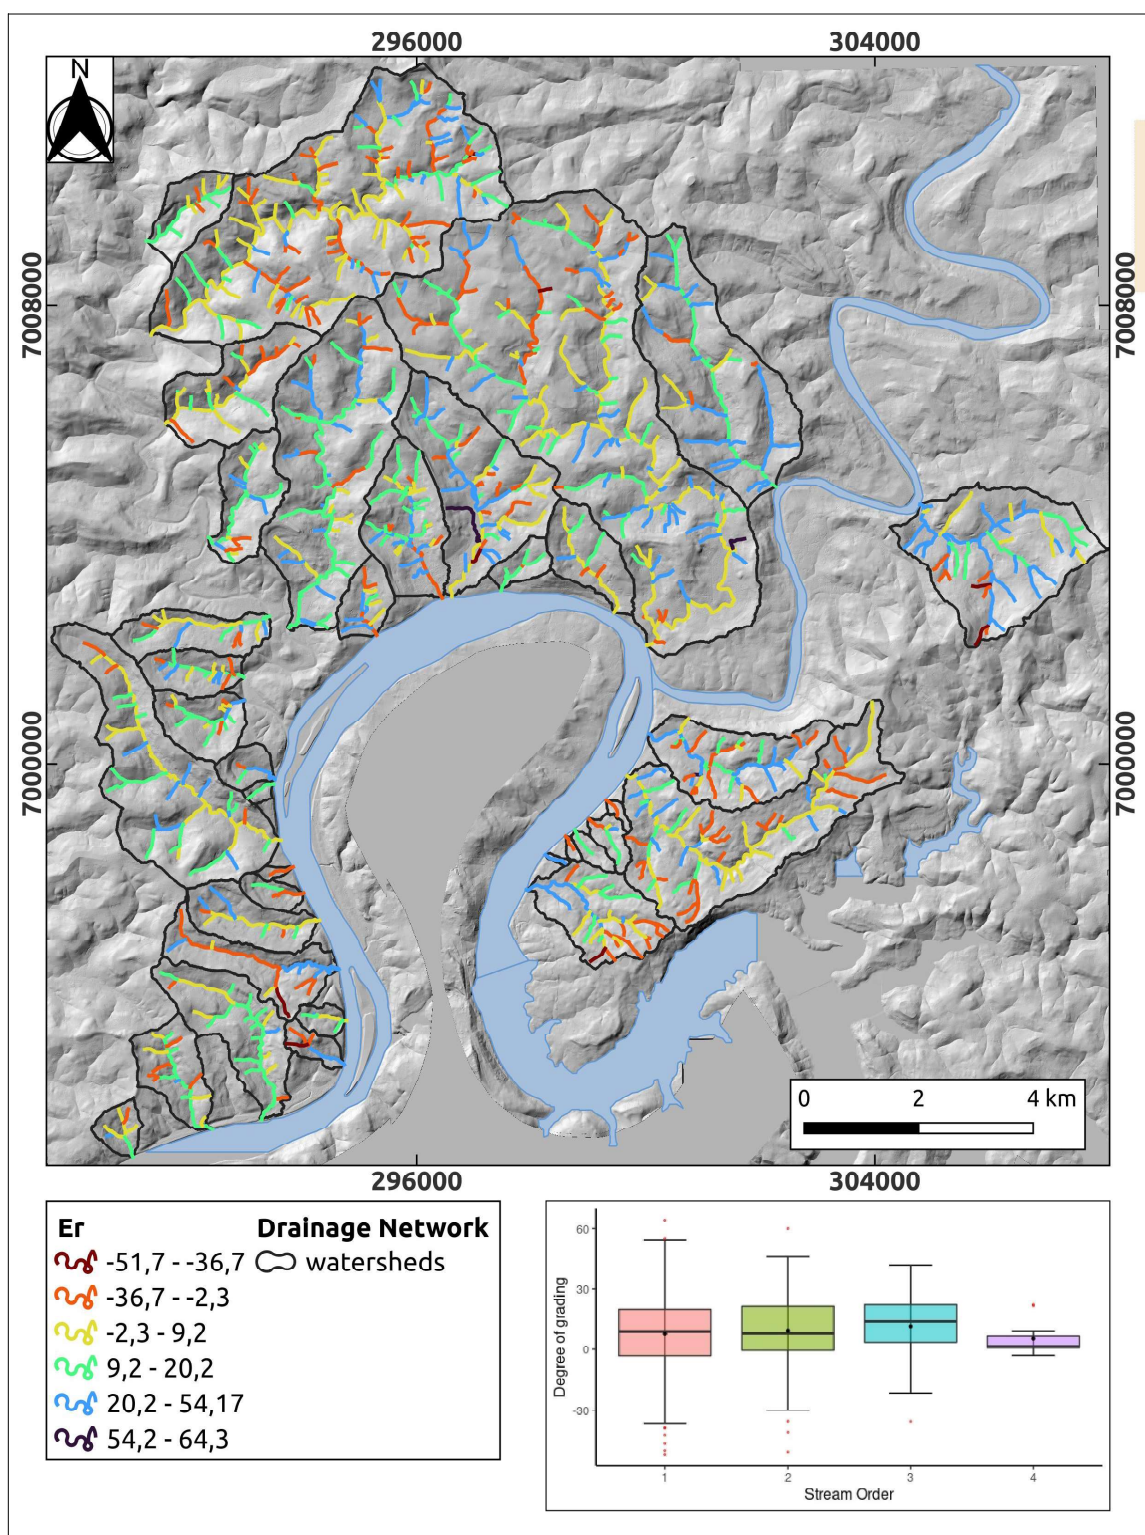 296000 304000
N
7008000 7008000
7000000 7000000
0 2 4 km
296000 304000
Er Drainage Network
-51,7 - -36,7 watersheds
-36,7 - -2,3
-2,3 - 9,2
9,2 - 20,2
20,2 - 54,17
54,2 - 64,3
Degree of grading
60
30
0
-30
1 2 3 4
Stream Order